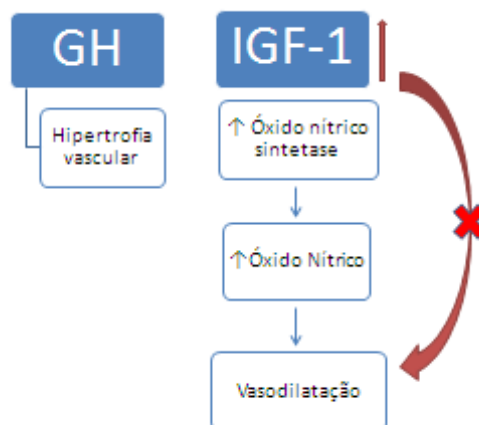 GH
Hipertrofia
vascular
IGF-1
↑ Óxido nítrico
sintetase
↑Óxido Nítrico
Vasodilatação